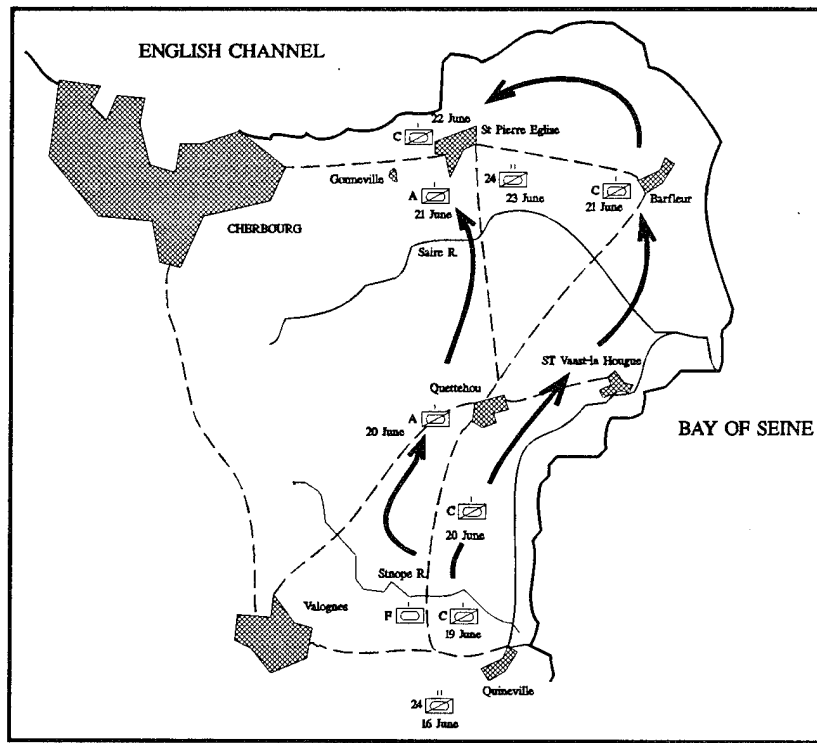 ENGLISH CHANNEL
22 June
C
St Pierre Eglise
Gonneville
A
21 June
24
23 June
C
21 June
Barfleur
CHERBOURG
Saire R.
ST Vaast-la Hougue
Quettehou
A
20 June
BAY OF SEINE
C
20 June
Sinope R.
Valognes
F
C
19 June
Quineville
24
16 June